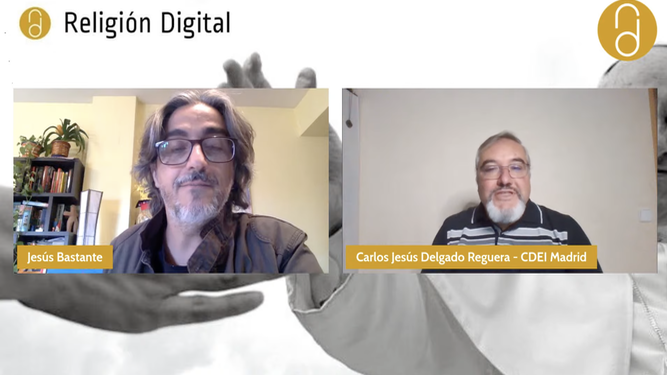 Religión Digital
Jesús Bastante
Carlos Jesús Delgado Reguera - CDEI Madrid